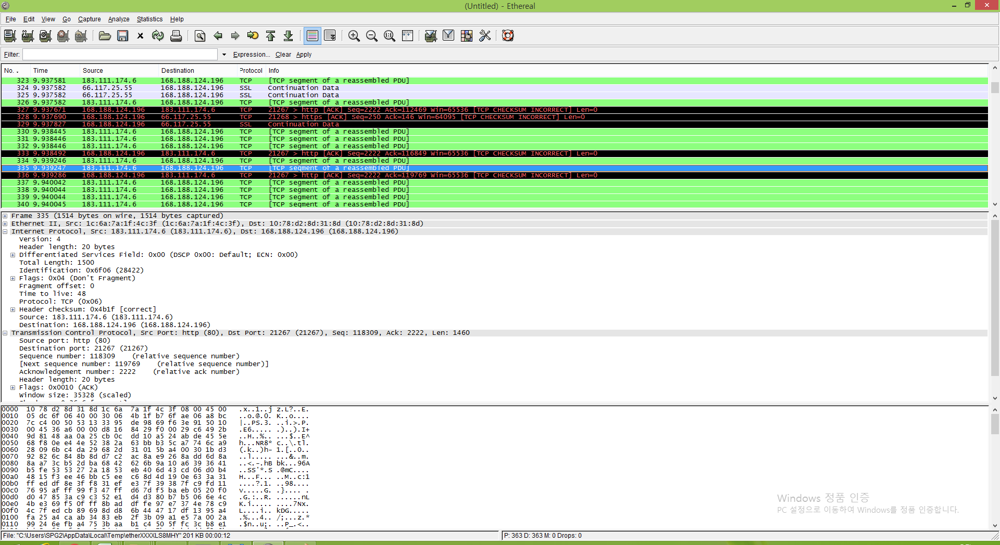 (Untitled) - Ethereal
File Edit View Go Capture Analyze Statistics Help
Filter: Expression... Clear Apply
No. Time Source Destination Protocol Info
323 9.937581 183.111.174.6 168.188.124.196 TCP [TCP segment of a reassembled PDU]
324 9.937582 66.117.25.55 168.188.124.196 SSL Continuation Data
325 9.937582 66.117.25.55 168.188.124.196 SSL Continuation Data
326 9.937582 183.111.174.6 168.188.124.196 TCP [TCP segment of a reassembled PDU]
327 9.937671 168.188.124.196 183.111.174.6 TCP 21267 > http [ACK] Seq=2222 Ack=112469 Win=65536 [TCP CHECKSUM INCORRECT] Len=0
328 9.937690 168.188.124.196 66.117.25.55 TCP 21268 > https [ACK] Seq=250 Ack=146 Win=64095 [TCP CHECKSUM INCORRECT] Len=0
329 9.937827 168.188.124.196 66.117.25.55 SSL Continuation Data
330 9.938445 183.111.174.6 168.188.124.196 TCP [TCP segment of a reassembled PDU]
331 9.938446 183.111.174.6 168.188.124.196 TCP [TCP segment of a reassembled PDU]
332 9.938446 183.111.174.6 168.188.124.196 TCP [TCP segment of a reassembled PDU]
333 9.938492 168.188.124.196 183.111.174.6 TCP 21267 > http [ACK] Seq=2222 Ack=116849 Win=65536 [TCP CHECKSUM INCORRECT] Len=0
334 9.939246 183.111.174.6 168.188.124.196 TCP [TCP segment of a reassembled PDU]
335 9.939247 183.111.174.6 168.188.124.196 TCP [TCP segment of a reassembled PDU]
336 9.939286 168.188.124.196 183.111.174.6 TCP 21267 > http [ACK] Seq=2222 Ack=119769 Win=65536 [TCP CHECKSUM INCORRECT] Len=0
337 9.940042 183.111.174.6 168.188.124.196 TCP [TCP segment of a reassembled PDU]
338 9.940044 183.111.174.6 168.188.124.196 TCP [TCP segment of a reassembled PDU]
339 9.940044 183.111.174.6 168.188.124.196 TCP [TCP segment of a reassembled PDU]
340 9.940045 183.111.174.6 168.188.124.196 TCP [TCP segment of a reassembled PDU]
Frame 335 (1514 bytes on wire, 1514 bytes captured)
Ethernet II, Src: 1c:6a:7a:1f:4c:3f (1c:6a:7a:1f:4c:3f), Dst: 10:78:d2:8d:31:8d (10:78:d2:8d:31:8d)
Internet Protocol, Src: 183.111.174.6 (183.111.174.6), Dst: 168.188.124.196 (168.188.124.196)
Version: 4
Header length: 20 bytes
Differentiated Services Field: 0x00 (DSCP 0x00: Default; ECN: 0x00)
Total Length: 1500
Identification: 0x6f06 (28422)
Flags: 0x04 (Don't Fragment)
Fragment offset: 0
Time to live: 48
Protocol: TCP (0x06)
Header checksum: 0x4b1f [correct]
Source: 183.111.174.6 (183.111.174.6)
Destination: 168.188.124.196 (168.188.124.196)
Transmission Control Protocol, Src Port: http (80), Dst Port: 21267 (21267), Seq: 118309, Ack: 2222, Len: 1460
Source port: http (80)
Destination port: 21267 (21267)
Sequence number: 118309 (relative sequence number)
[Next sequence number: 119769 (relative sequence number)]
Acknowledgement number: 2222 (relative ack number)
Header length: 20 bytes
Flags: 0x0010 (ACK)
Window size: 35328 (scaled)
0000 10 78 d2 8d 31 8d 1c 6a 7a 1f 4c 3f 08 00 45 00 .x..1..j z.L?..E.
0010 05 dc 6f 06 40 00 30 06 4b 1f b7 6f ae 06 a8 bc ..o.@.0. K..o....
0020 7c c4 00 50 53 13 33 95 de 98 69 f6 3e 91 50 10 |..PS.3. ..i.>.P.
0030 00 45 36 a6 00 00 d8 16 84 29 f0 00 29 c6 49 2b .E6..... .)..).I+
0040 9d 81 48 aa 0a 25 cb 0c dd 10 a5 24 ab de 45 5e ..H..%.. ...$..E^
0050 68 f8 0e e4 4e 52 38 2a 63 bb b3 5c a7 74 6c a9 h...NR8* c..\.tl.
0060 28 09 6b c4 da 29 68 2d 31 01 5b a4 00 30 1b d3 (.k..)h- 1.[..0..
0070 92 82 6c 84 8b 8d d7 c2 ac 8a e9 26 8a dd 6d 8a ..l..... ...&..m.
0080 8a a7 3c b5 2d ba 68 42 62 6b 9a 10 a6 39 36 41 ..<.-.hB bk...96A
0090 b5 fe 53 53 27 2a 18 53 eb 40 6d 43 cd 06 d0 b4 ..SS'*.S .@mC....
00a0 48 15 f3 ee 46 bb c5 ee c6 8d 4d 19 0e 63 3a 31 H...F... ..M..c:1
00b0 ff ed df 8e 3f f8 31 ef e3 7f 39 38 7f c9 fd 11 ....?.1. ..98....
00c0 76 95 af ff 99 f3 47 ff d6 7d f5 ba eb 05 20 f0 v.....G. .}.... .
00d0 d0 47 85 3a c9 c3 52 e1 d4 d3 80 b7 b5 06 6e 4c .G.:..R. ......nL
00e0 4b e3 69 f5 0f ff 8b ad df fe 97 e7 37 4e 78 c9 K.i..... ....7Nx.
00f0 4c 7f ed cb 89 69 8d d8 6b 44 47 17 df 13 95 a4 L....i.. kDG.....
0100 fa 25 a4 ca ab 34 83 eb 2f 3b 09 a1 e5 7a 00 2a .%...4.. /;...z.*
0110 99 24 6e fb a4 75 3b aa b1 c4 50 5f fc 3c b8 e1 .$n..u;. ..P_.<..
Windows 정품 인증
PC 설정으로 이동하여 Windows를 정품 인증합니다.
File: "C:\Users\SPG2\AppData\Local\Temp\etherXXXXLS8MHY" 201 KB 00:00:12 P: 363 D: 363 M: 0 Drops: 0